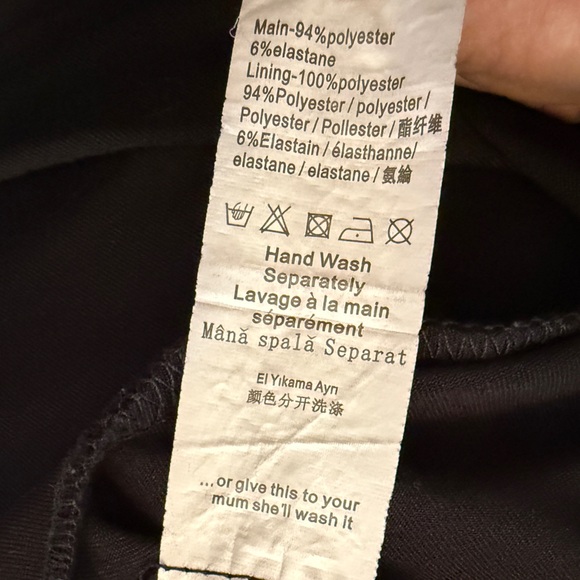 Main-94%polyester
6%elastane
Lining-100%polyester
94%Polyester / polyester /
Polyester / Poliester / 酯纤维
6%Elastain / élasthanne/
elastane / elastane / 氨綸
Hand Wash
Separately
Lavage à la main
séparément
Mână spală Separat
El Yıkama Ayn
颜色分开洗涤
...or give this to your
mum she'll wash it